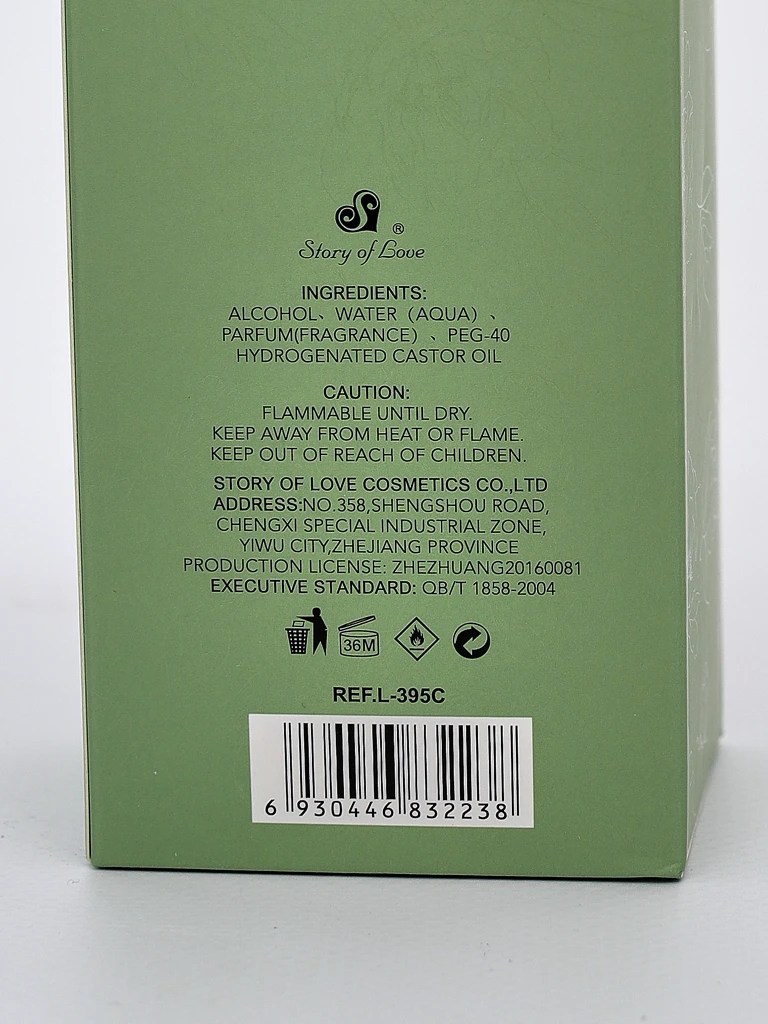 ®
Story of Love
INGREDIENTS:
ALCOHOL、WATER（AQUA）、
PARFUM(FRAGRANCE）、PEG-40
HYDROGENATED CASTOR OIL
CAUTION:
FLAMMABLE UNTIL DRY.
KEEP AWAY FROM HEAT OR FLAME.
KEEP OUT OF REACH OF CHILDREN.
STORY OF LOVE COSMETICS CO.,LTD
ADDRESS:NO.358,SHENGSHOU ROAD,
CHENGXI SPECIAL INDUSTRIAL ZONE,
YIWU CITY,ZHEJIANG PROVINCE
PRODUCTION LICENSE: ZHEZHUANG20160081
EXECUTIVE STANDARD: QB/T 1858-2004
36M
REF.L-395C
6 930446 832238